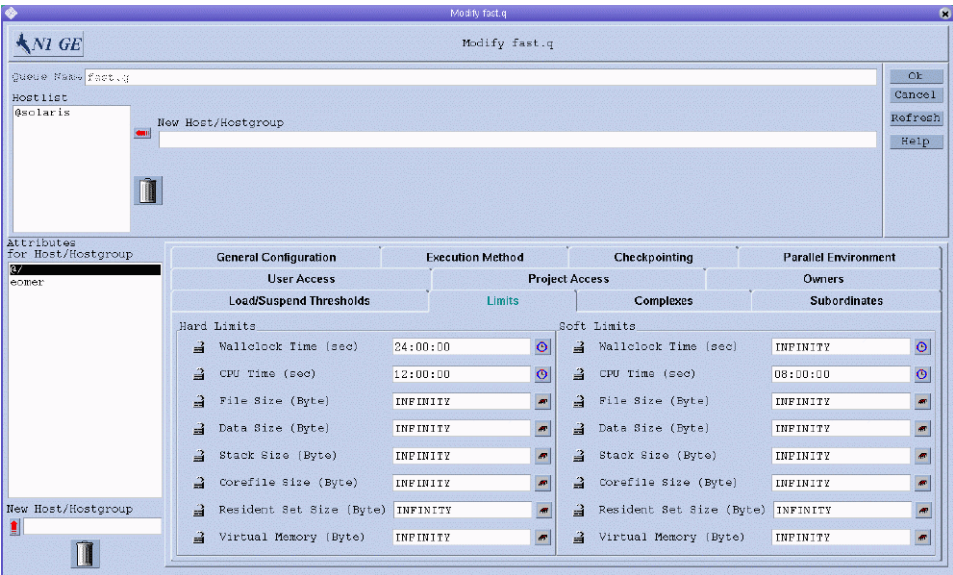 Modify fast.q
N1 GE
Modify fast.q
Queue Name fast.q
Ok
Hostlist
Cancel
@solaris
Refresh
New Host/Hostgroup
Help
Attributes
for Host/Hostgroup
@/
eomer
General Configuration Execution Method Checkpointing Parallel Environment
User Access Project Access Owners
Load/Suspend Thresholds Limits Complexes Subordinates
Hard Limits Soft Limits
Wallclock Time (sec) 24:00:00 Wallclock Time (sec) INFINITY
CPU Time (sec) 12:00:00 CPU Time (sec) 08:00:00
File Size (Byte) INFINITY File Size (Byte) INFINITY
Data Size (Byte) INFINITY Data Size (Byte) INFINITY
Stack Size (Byte) INFINITY Stack Size (Byte) INFINITY
Corefile Size (Byte) INFINITY Corefile Size (Byte) INFINITY
Resident Set Size (Byte) INFINITY Resident Set Size (Byte) INFINITY
Virtual Memory (Byte) INFINITY Virtual Memory (Byte) INFINITY
New Host/Hostgroup